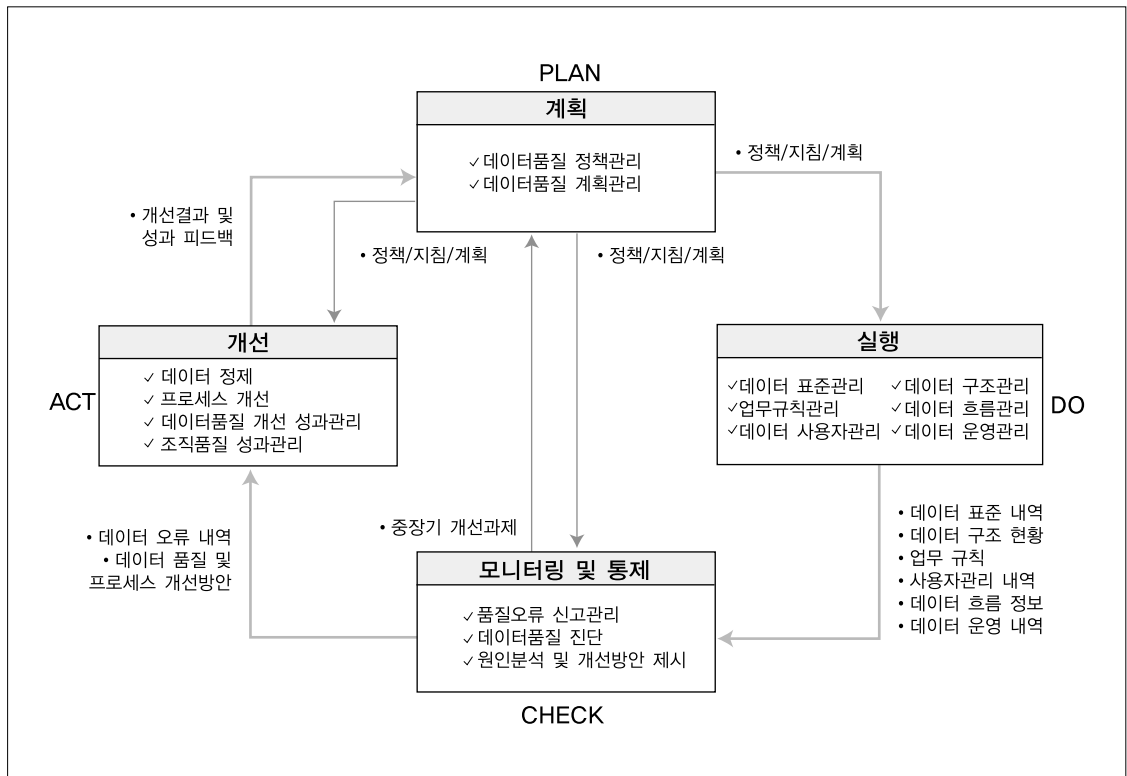 PLAN
계획
✓데이터품질 정책관리
✓데이터품질 계획관리
• 정책/지침/계획
• 개선결과 및
성과 피드백
• 정책/지침/계획
• 정책/지침/계획
개선
✓ 데이터 정제
✓ 프로세스 개선
✓ 데이터품질 개선 성과관리
✓ 조직품질 성과관리
ACT
실행
✓데이터 표준관리 ✓데이터 구조관리
✓업무규칙관리 ✓데이터 흐름관리
✓데이터 사용자관리 ✓데이터 운영관리
DO
• 데이터 오류 내역
• 데이터 품질 및
프로세스 개선방안
• 중장기 개선과제
• 데이터 표준 내역
• 데이터 구조 현황
• 업무 규칙
• 사용자관리 내역
• 데이터 흐름 정보
• 데이터 운영 내역
모니터링 및 통제
✓품질오류 신고관리
✓데이터품질 진단
✓원인분석 및 개선방안 제시
CHECK